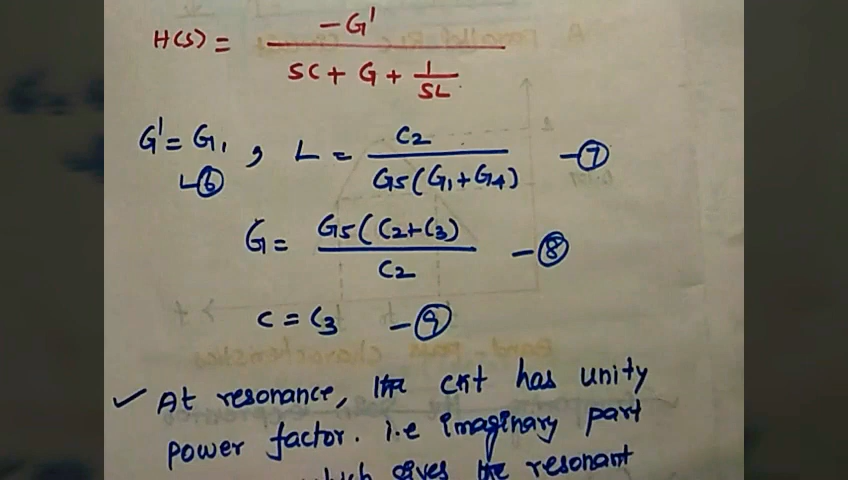 H(S) = -G' / SC + G + 1/SL
G' = G1 , L = C2 / G5(G1+G4) -⑦
L⑥
G = G5(C2+C3) / C2 -⑧
C = C3 -⑨
✓ At resonance, the ckt has unity
power factor. i.e imaginary part
which gives the resonant